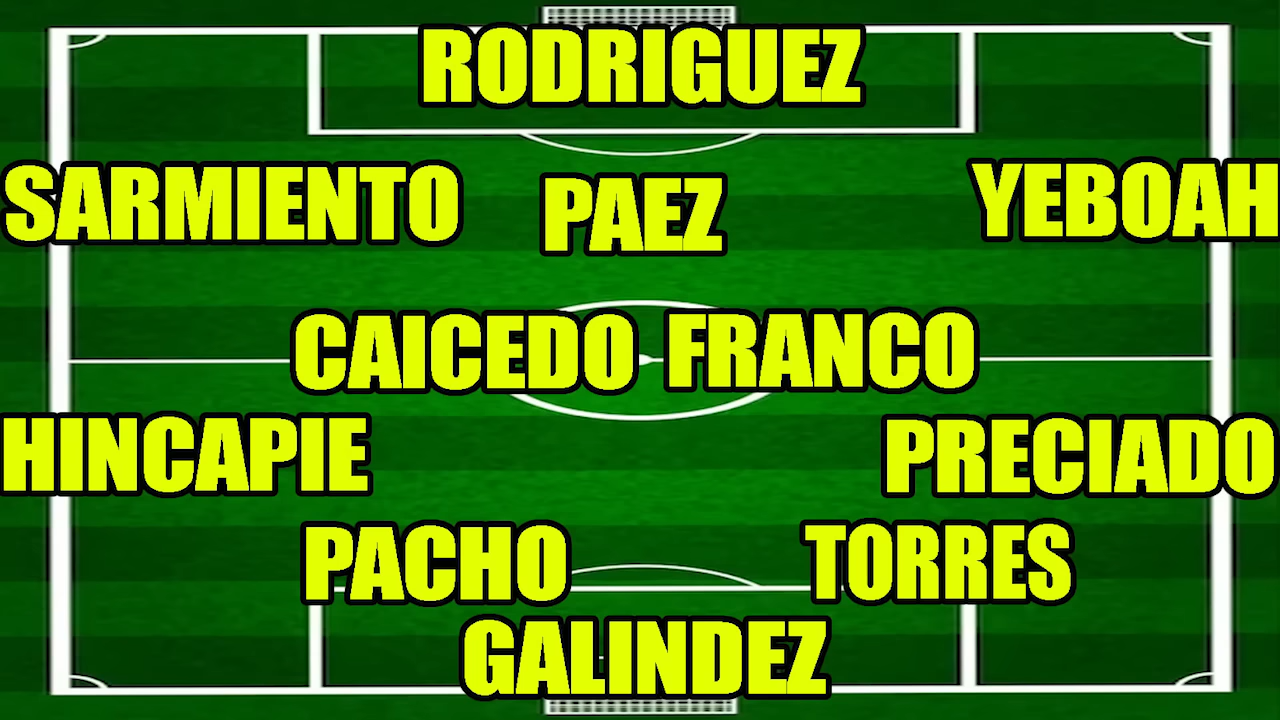 RODRIGUEZ
SARMIENTO PAEZ YEBOAH
CAICEDO FRANCO
HINCAPIE PRECIADO
PACHO TORRES
GALINDEZ